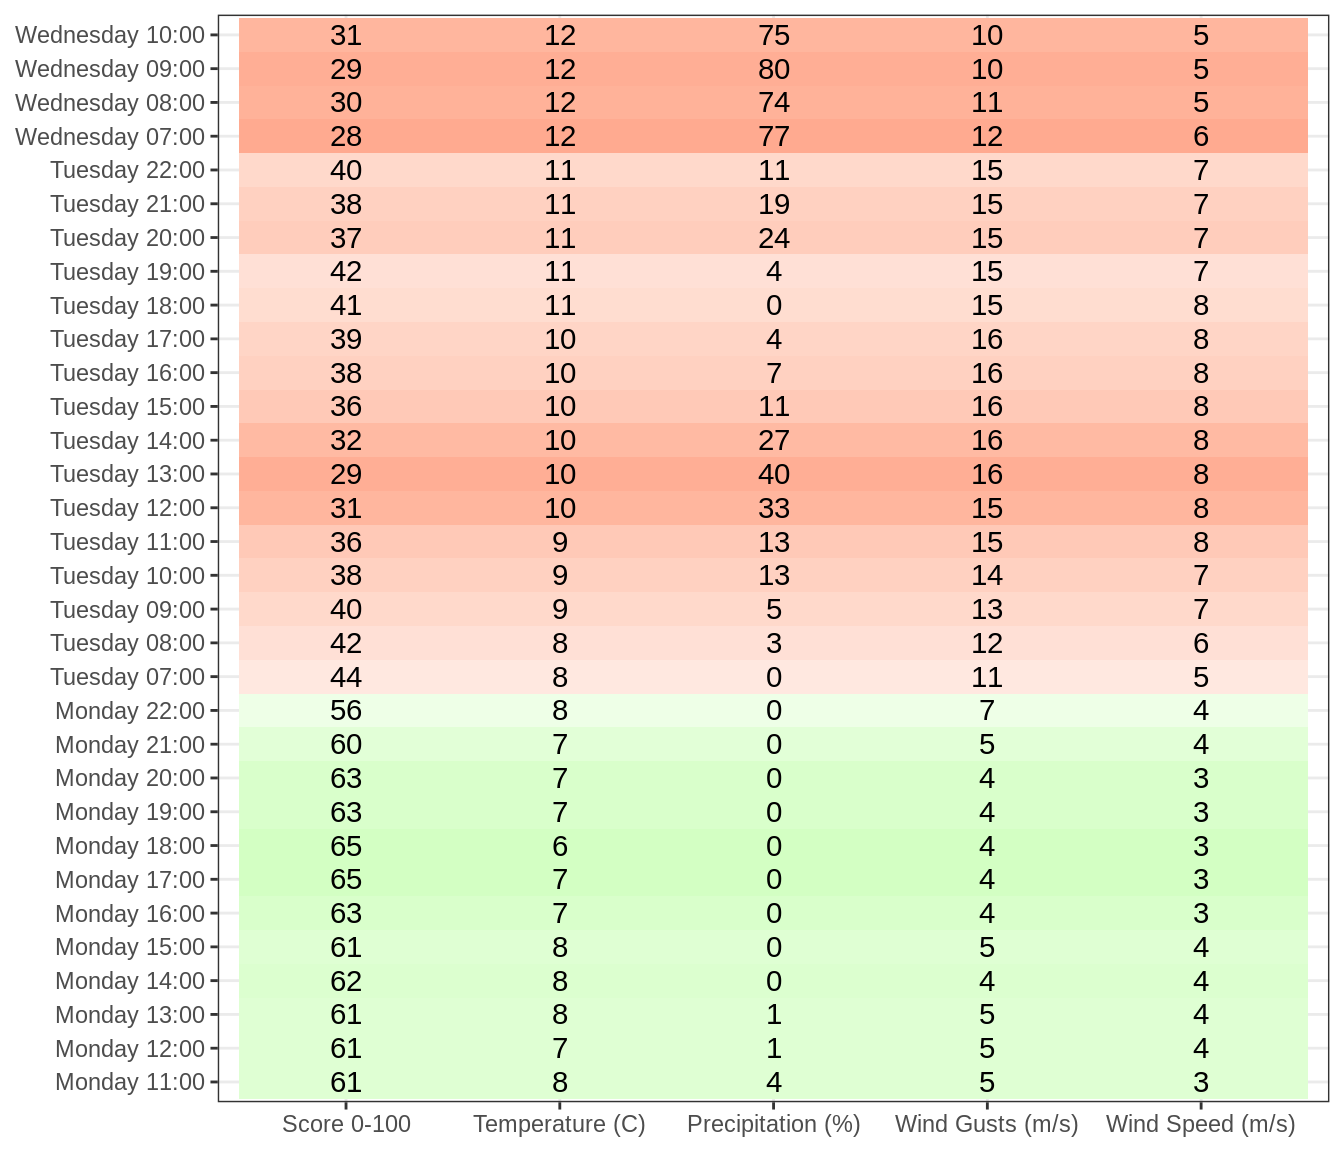 Wednesday 10:00 31 12 75 10 5
Wednesday 09:00 29 12 80 10 5
Wednesday 08:00 30 12 74 11 5
Wednesday 07:00 28 12 77 12 6
Tuesday 22:00 40 11 11 15 7
Tuesday 21:00 38 11 19 15 7
Tuesday 20:00 37 11 24 15 7
Tuesday 19:00 42 11 4 15 7
Tuesday 18:00 41 11 0 15 8
Tuesday 17:00 39 10 4 16 8
Tuesday 16:00 38 10 7 16 8
Tuesday 15:00 36 10 11 16 8
Tuesday 14:00 32 10 27 16 8
Tuesday 13:00 29 10 40 16 8
Tuesday 12:00 31 10 33 15 8
Tuesday 11:00 36 9 13 15 8
Tuesday 10:00 38 9 13 14 7
Tuesday 09:00 40 9 5 13 7
Tuesday 08:00 42 8 3 12 6
Tuesday 07:00 44 8 0 11 5
Monday 22:00 56 8 0 7 4
Monday 21:00 60 7 0 5 4
Monday 20:00 63 7 0 4 3
Monday 19:00 63 7 0 4 3
Monday 18:00 65 6 0 4 3
Monday 17:00 65 7 0 4 3
Monday 16:00 63 7 0 4 3
Monday 15:00 61 8 0 5 4
Monday 14:00 62 8 0 4 4
Monday 13:00 61 8 1 5 4
Monday 12:00 61 7 1 5 4
Monday 11:00 61 8 4 5 3
Score 0-100 Temperature (C) Precipitation (%) Wind Gusts (m/s) Wind Speed (m/s)